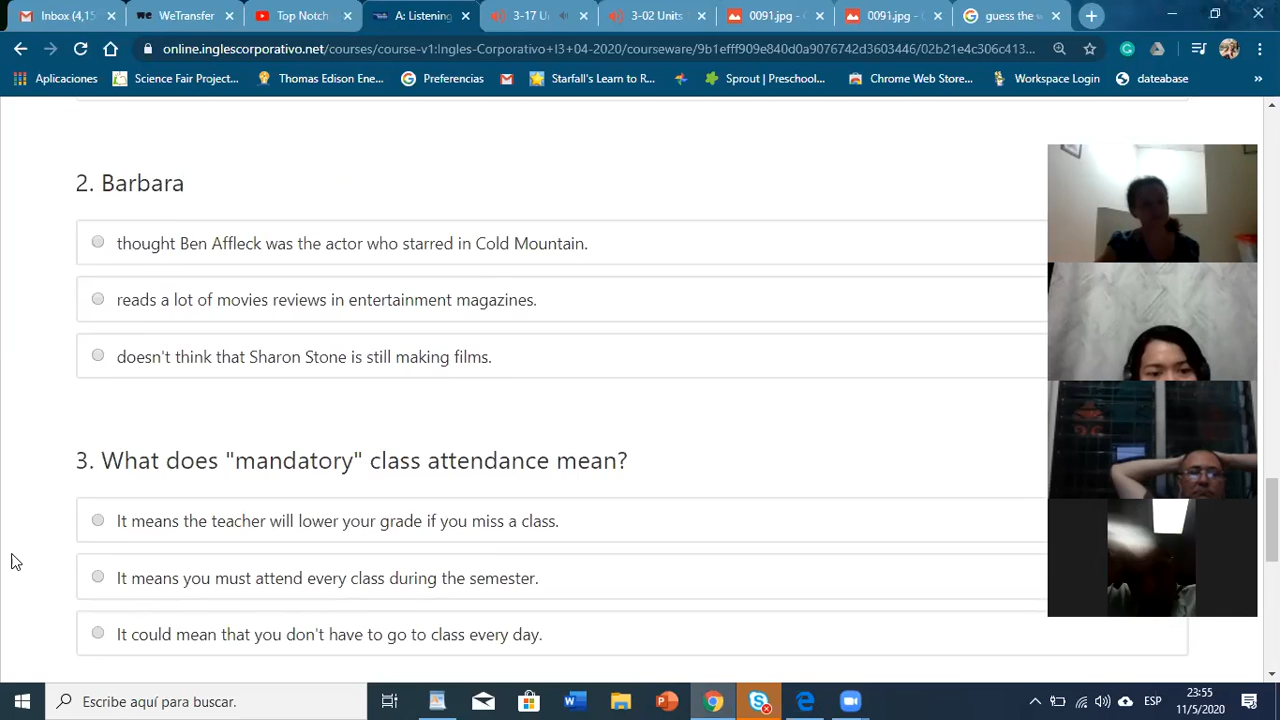 Inbox (4,15
WeTransfer
Top Notch
A: Listening
3-17 U
3-02 Units
0091.jpg - G
0091.jpg - G
guess the
online.inglescorporativo.net/courses/course-v1:Ingles-Corporativo+I3+04-2020/courseware/9b1efff909e840d0a9076742d3603446/02b21e4c306c413...
Aplicaciones
Science Fair Project...
Thomas Edison Ene...
Preferencias
Starfall's Learn to R...
Sprout | Preschool...
Chrome Web Store...
Workspace Login
dateabase
»
2. Barbara
thought Ben Affleck was the actor who starred in Cold Mountain.
reads a lot of movies reviews in entertainment magazines.
doesn't think that Sharon Stone is still making films.
3. What does "mandatory" class attendance mean?
It means the teacher will lower your grade if you miss a class.
It means you must attend every class during the semester.
It could mean that you don't have to go to class every day.
Escribe aquí para buscar.
ESP
23:55
11/5/2020